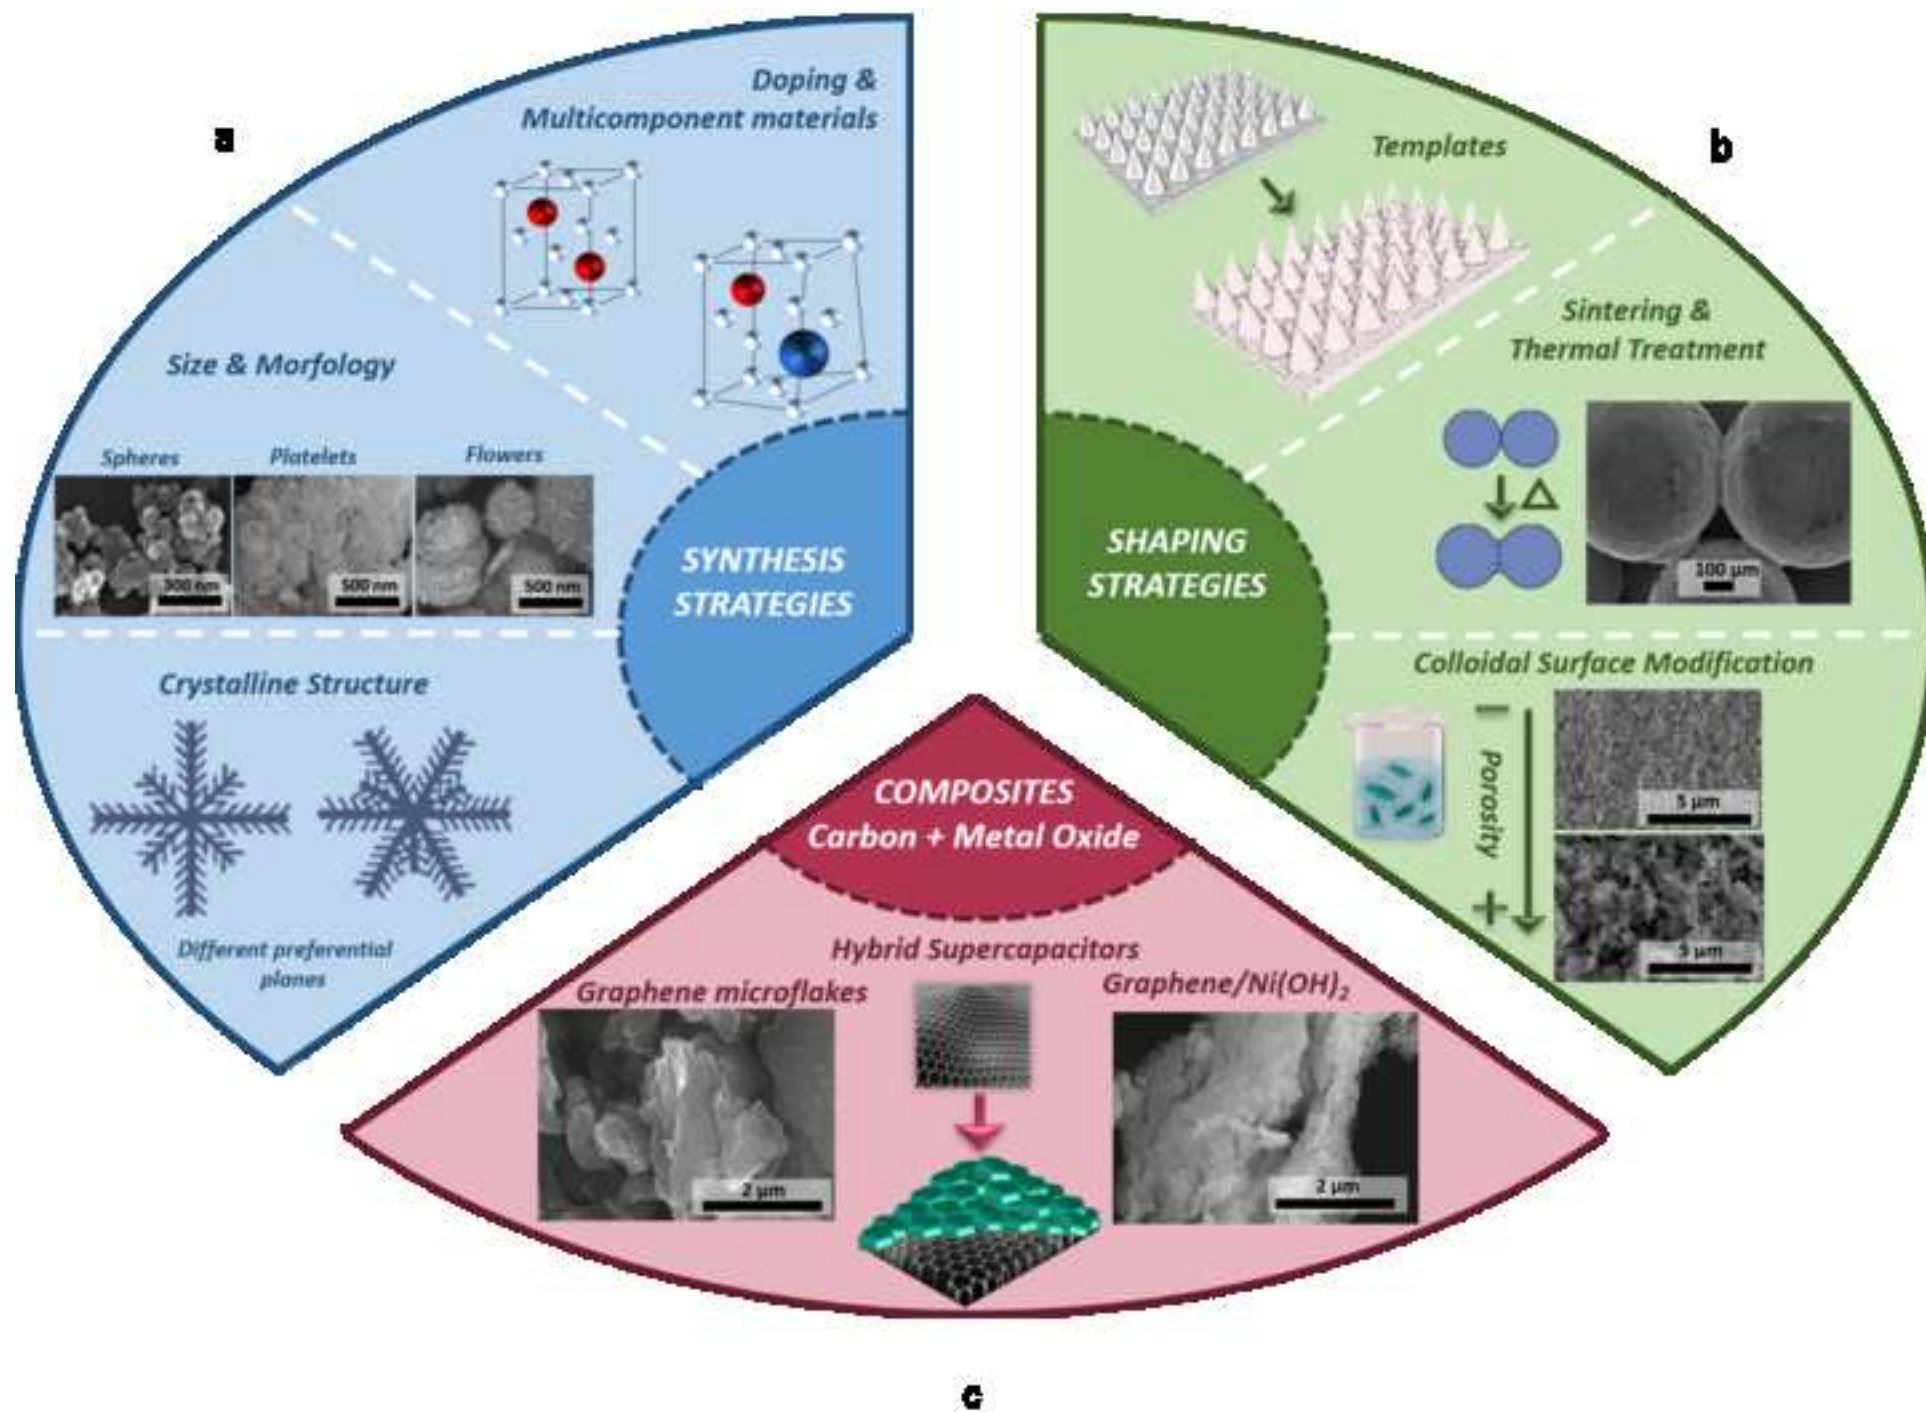 a
Doping &
Multicomponent materials
Size & Morfology
Spheres
Platelets
Flowers
300 nm
500 nm
500 nm
SYNTHESIS
STRATEGIES
Crystalline Structure
Different preferential
planes
b
Templates
Sintering &
Thermal Treatment
100 µm
SHAPING
STRATEGIES
Colloidal Surface Modification
−
Porosity
+
5 µm
5 µm
COMPOSITES
Carbon + Metal Oxide
Hybrid Supercapacitors
Graphene microflakes
Graphene/Ni(OH)₂
2 µm
2 µm
c